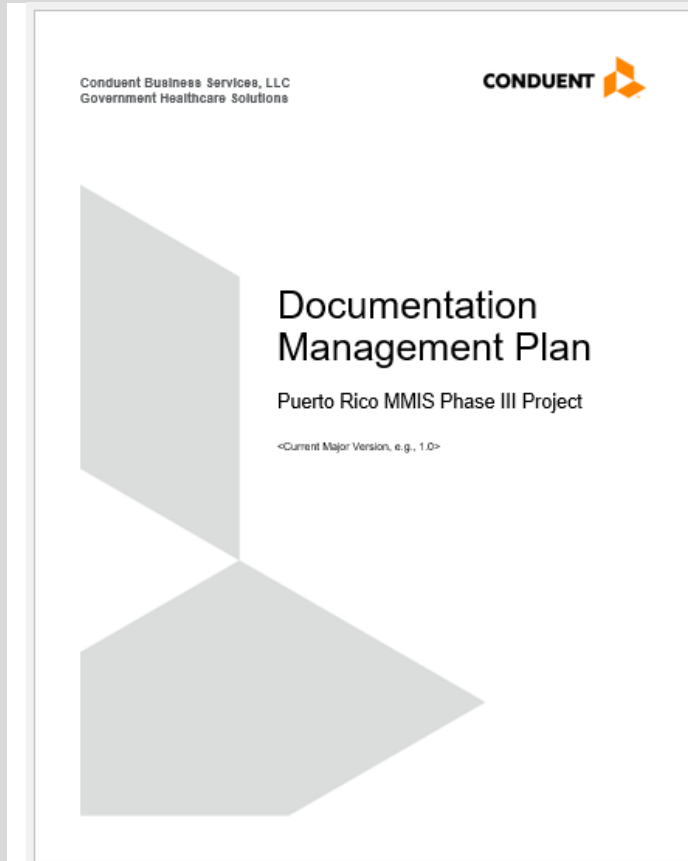 Conduent Business Services, LLC
Government Healthcare Solutions
CONDUENT
Documentation
Management Plan
Puerto Rico MMIS Phase III Project
<Current Major Version, e.g., 1.0>